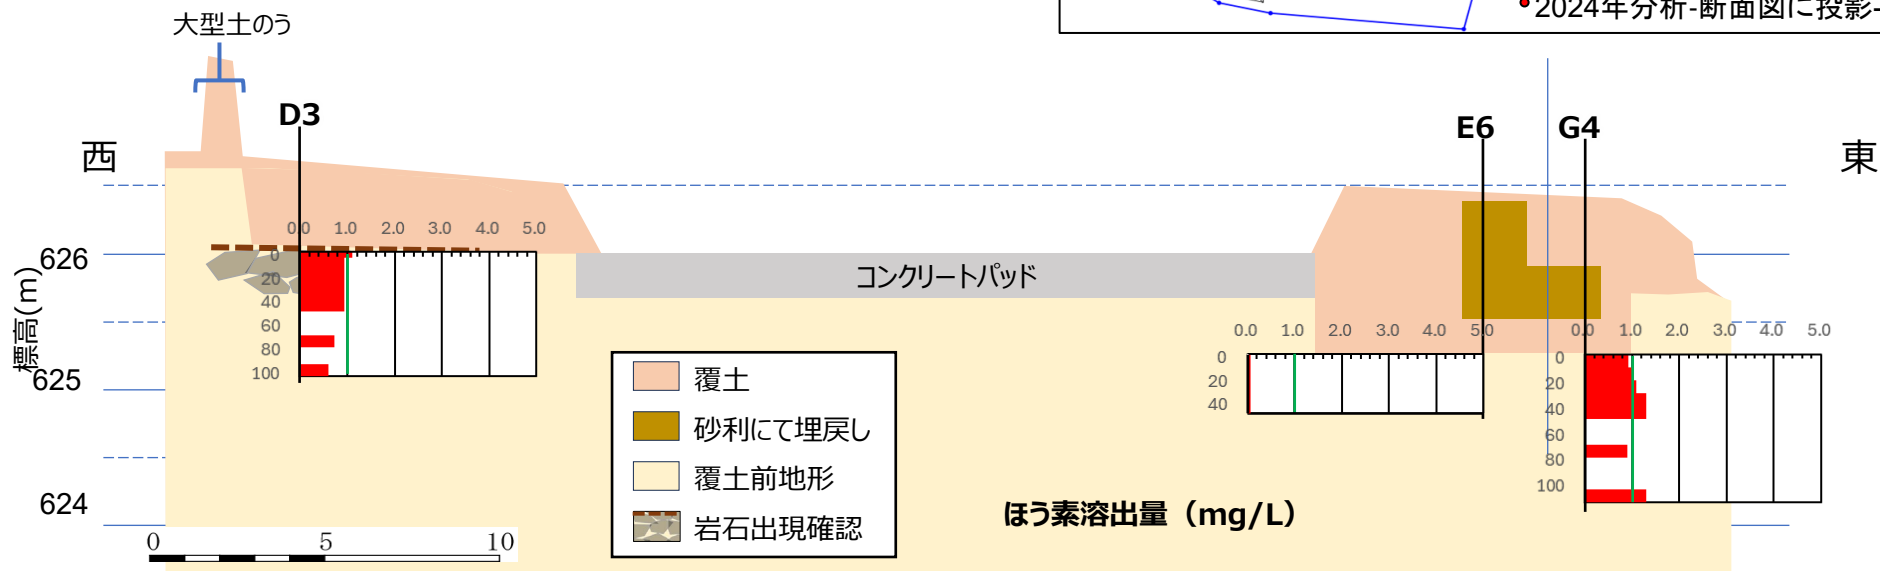 •2024年分析-断面図に投影-
大型土のう
D3
E6
G4
西
東
0.0 1.0 2.0 3.0 4.0 5.0
0
20
40
60
80
100
626
625
624
標高(m)
コンクリートパッド
0.0 1.0 2.0 3.0 4.0 5.0
0
20
40
0.0 1.0 2.0 3.0 4.0 5.0
0
20
40
60
80
100
覆土
砂利にて埋戻し
覆土前地形
岩石出現確認
ほう素溶出量（mg/L）
0 5 10